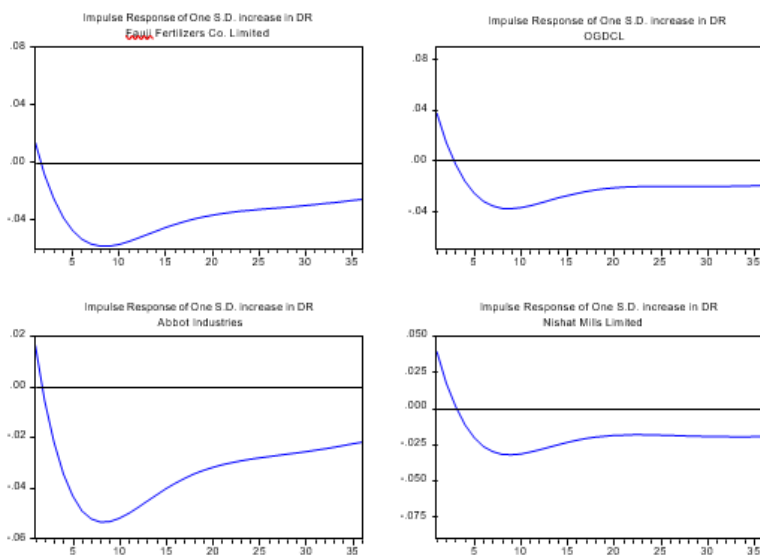 Impulse Response of One S.D. increase in DR
Fauji Fertilizers Co. Limited
.08
.04
.00
-.04
5 10 15 20 25 30 35
Impulse Response of One S.D. increase in DR
OGDCL
.08
.04
.00
-.04
5 10 15 20 25 30 35
Impulse Response of One S.D. increase in DR
Abbot Industries
.02
.00
-.02
-.04
-.06
5 10 15 20 25 30 35
Impulse Response of One S.D. increase in DR
Nishat Mills Limited
.050
.025
.000
-.025
-.050
-.075
5 10 15 20 25 30 35